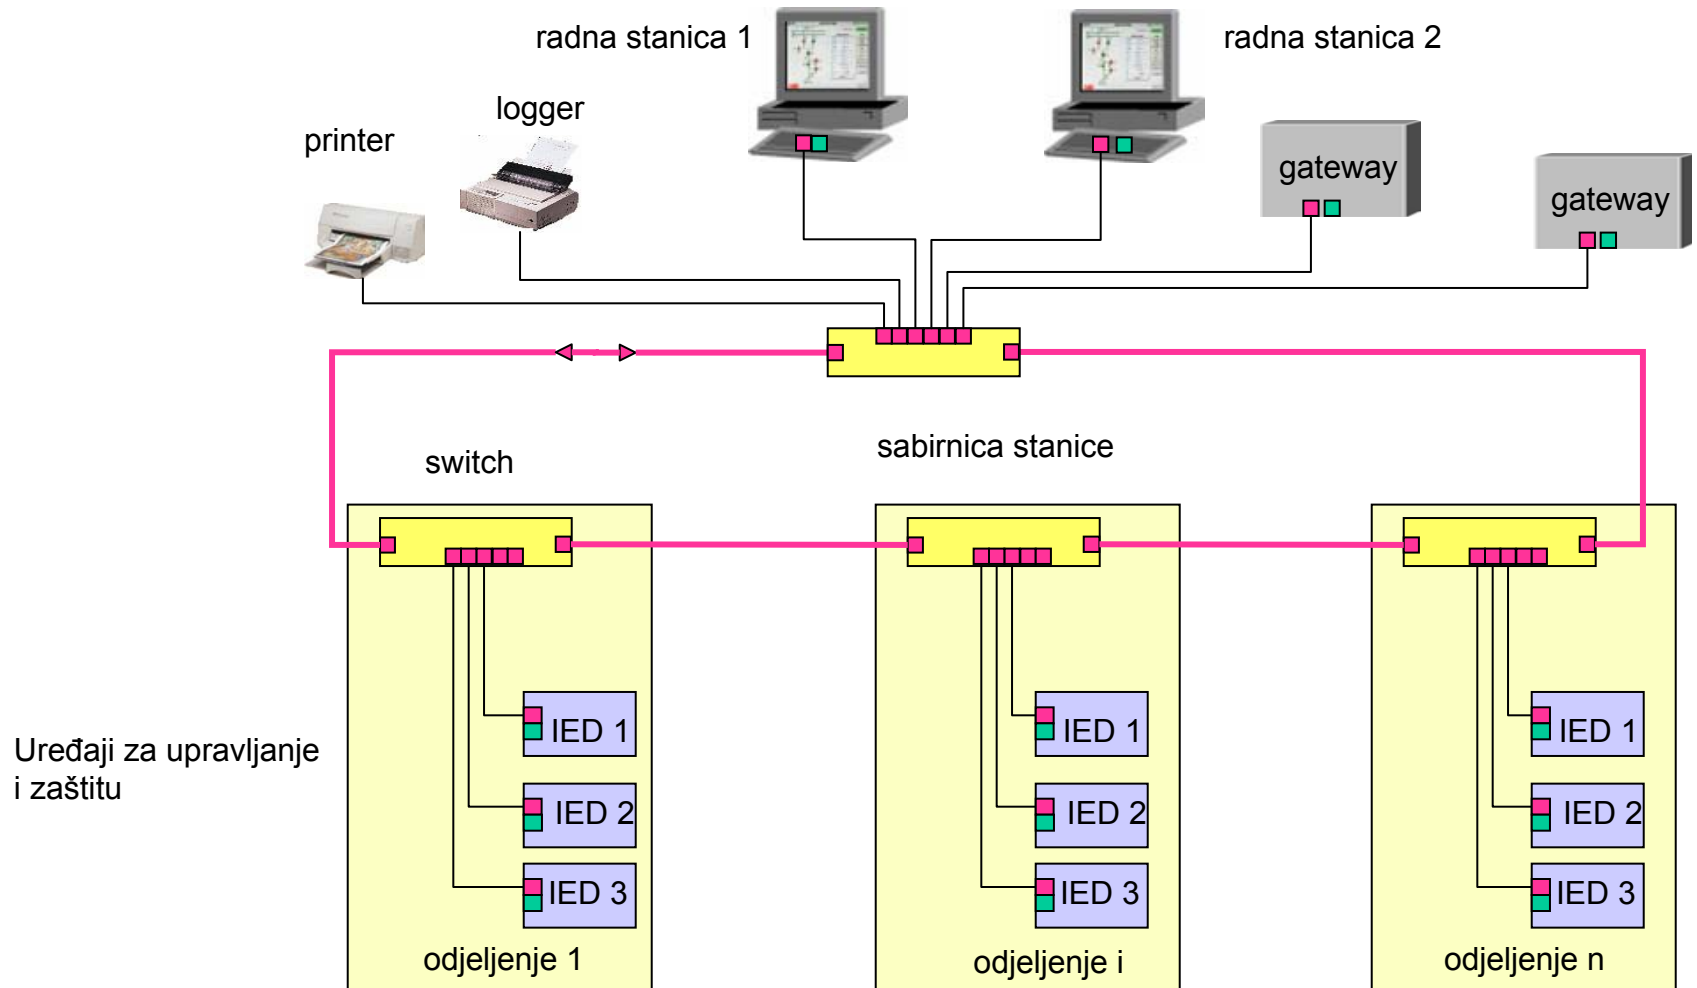 radna stanica 1
radna stanica 2
logger
printer
gateway
gateway
sabirnica stanice
switch
IED 1
IED 1
IED 1
Uređaji za upravljanje
i zaštitu
IED 2
IED 2
IED 2
IED 3
IED 3
IED 3
odjeljenje 1
odjeljenje i
odjeljenje n